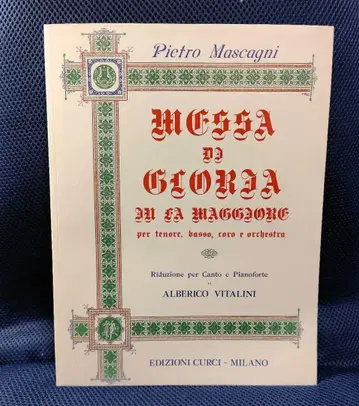 Pietro Mascagni
MESSA
DI
GLORIA
IN FA MAGGIORE
per tenore, basso, coro e orchestra
Riduzione per Canto e Pianoforte
di
ALBERICO VITALINI
EDIZIONI CURCI - MILANO